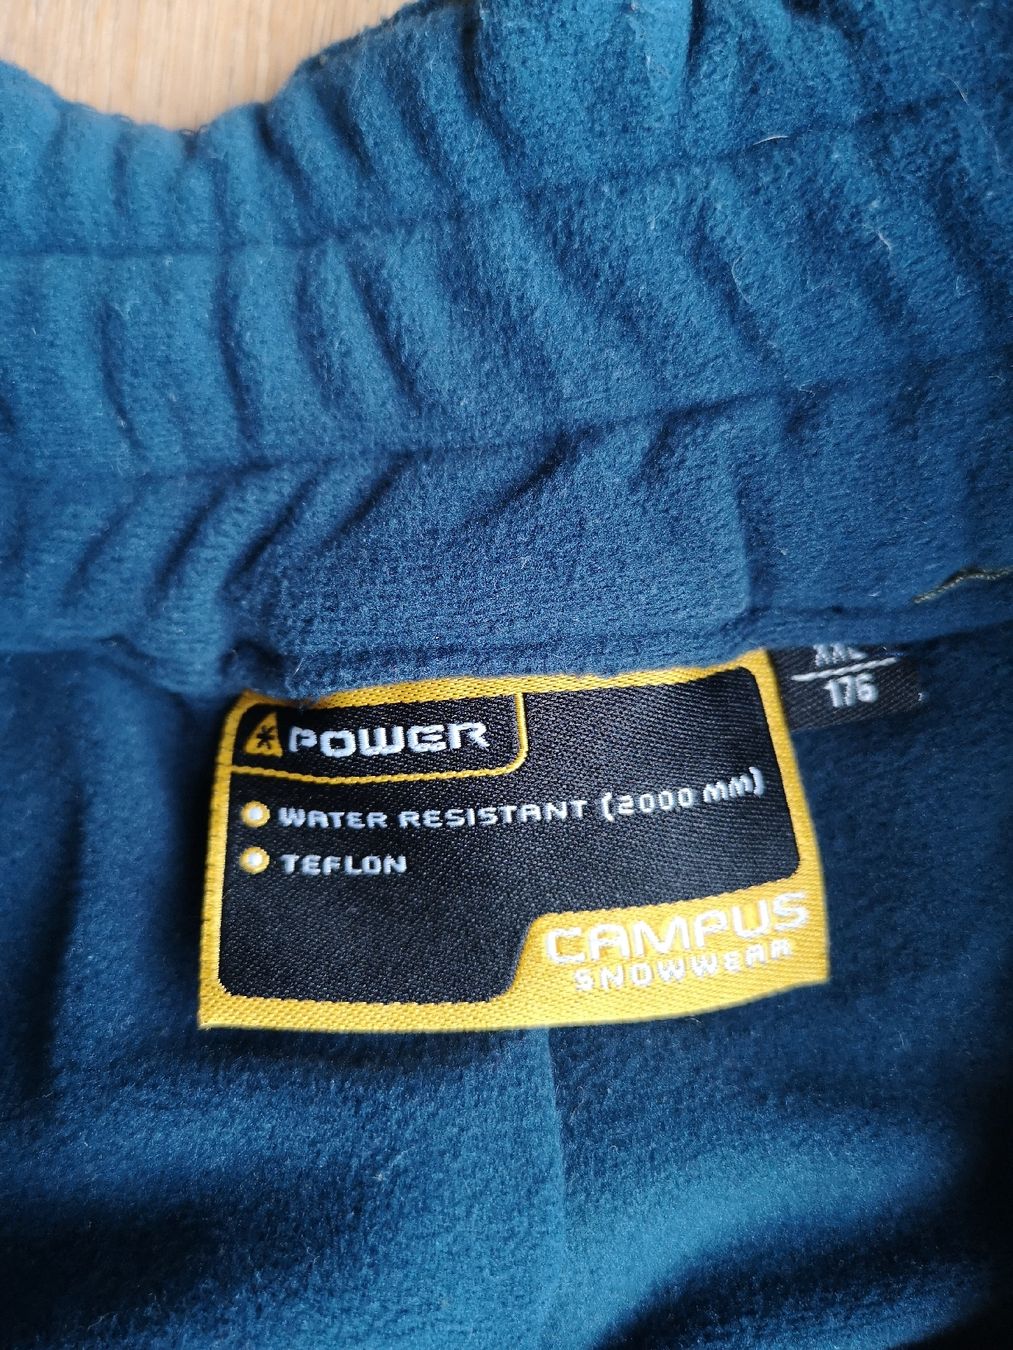 POWER
WATER RESISTANT (2000 mm)
TEFLON
CAMPUS
SNOWWEAR
176